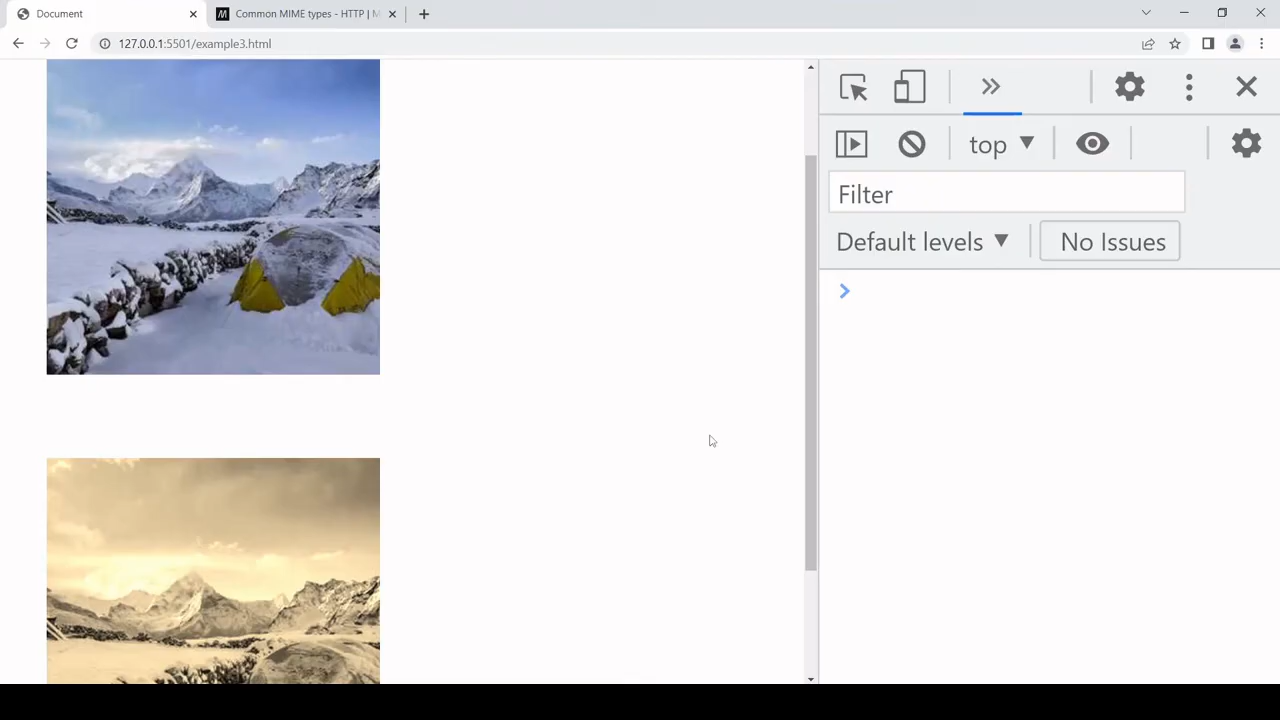 Document
Common MIME types - HTTP | M
127.0.0.1:5501/example3.html
top
Filter
Default levels
No Issues